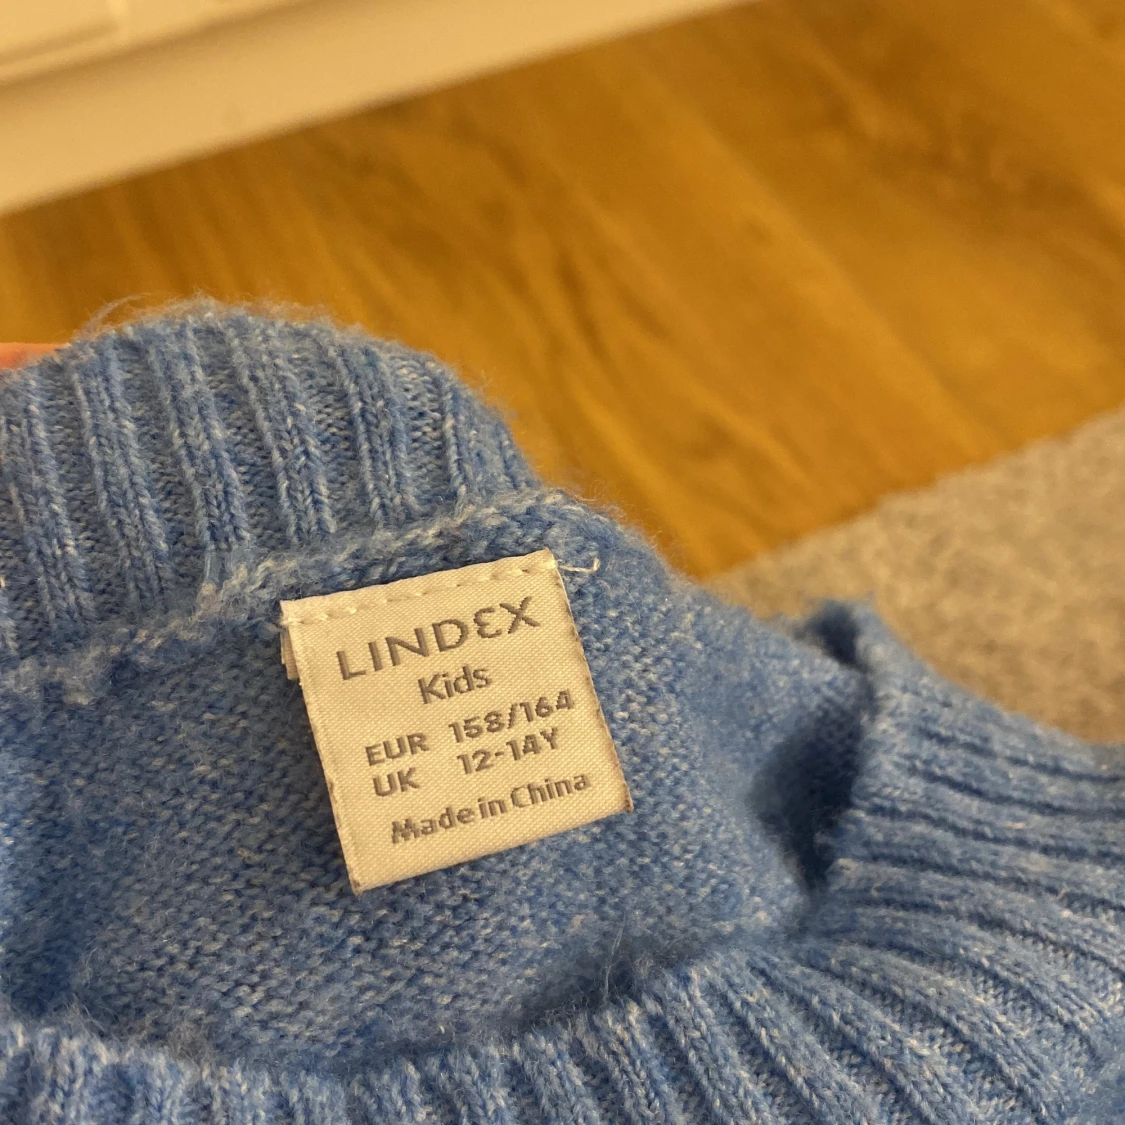 LINDEX
Kids
EUR 158/164
UK 12-14Y
Made in China